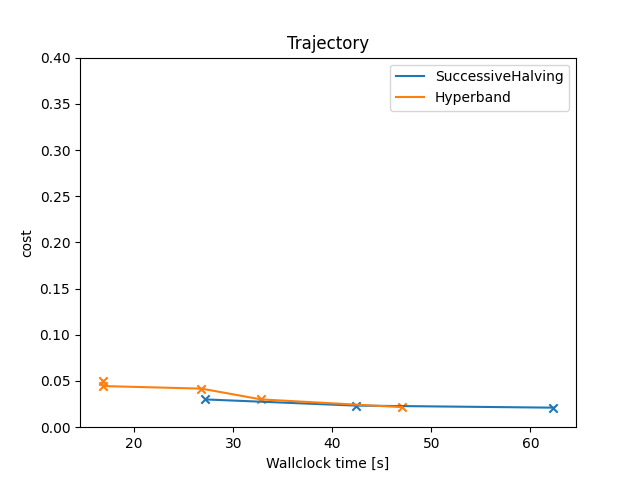 Trajectory
SuccessiveHalving
Hyperband
0.40
0.35
0.30
0.25
0.20
0.15
0.10
0.05
0.00
cost
20 30 40 50 60
Wallclock time [s]